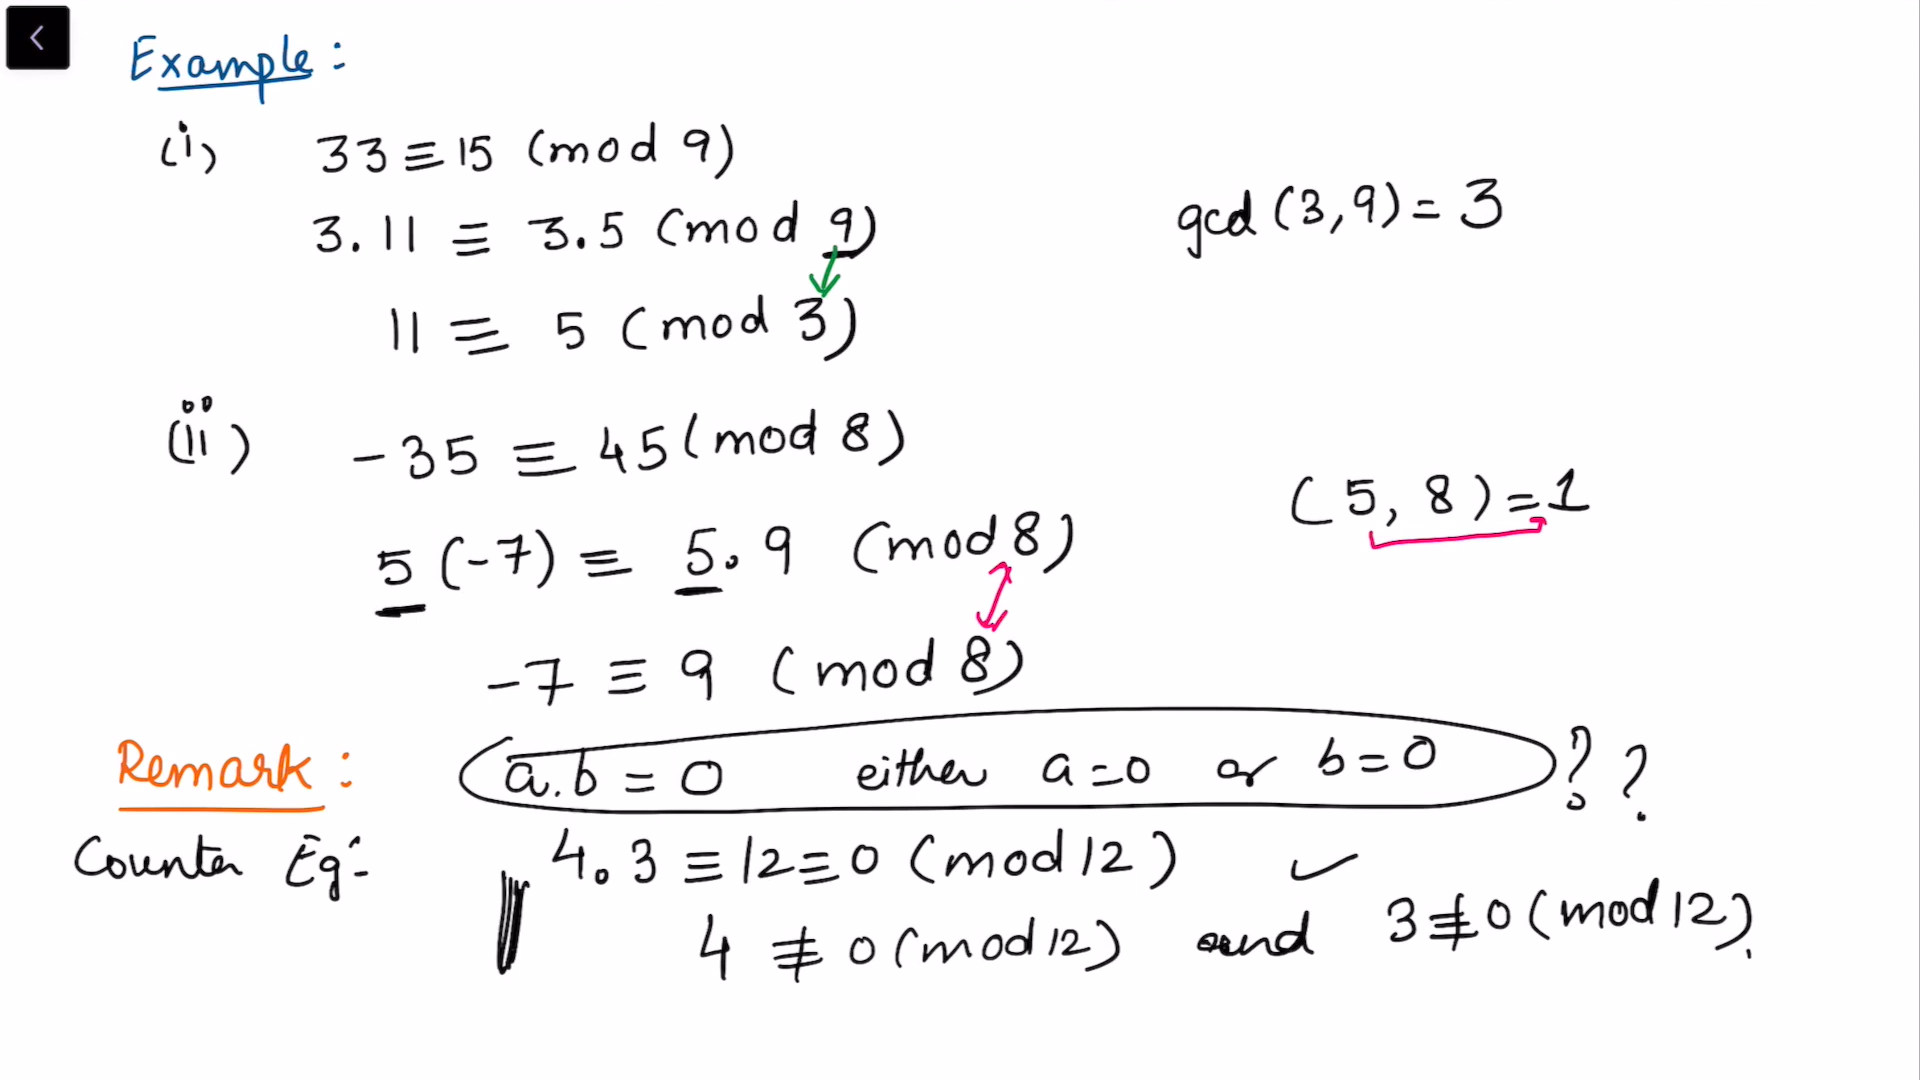 Example :
(i) 33 ≡ 15 (mod 9)
3.11 ≡ 3.5 (mod 9)
gcd (3,9) = 3
11 ≡ 5 (mod 3)
(ii) -35 ≡ 45 (mod 8)
(5, 8) = 1
5 (-7) ≡ 5.9 (mod 8)
-7 ≡ 9 (mod 8)
Remark : a.b = 0 either a=0 or b=0 ??
Counter Eg:- 4.3 ≡ 12 ≡ 0 (mod 12) ✓
4 ≢ 0 (mod 12) and 3 ≢ 0 (mod 12).